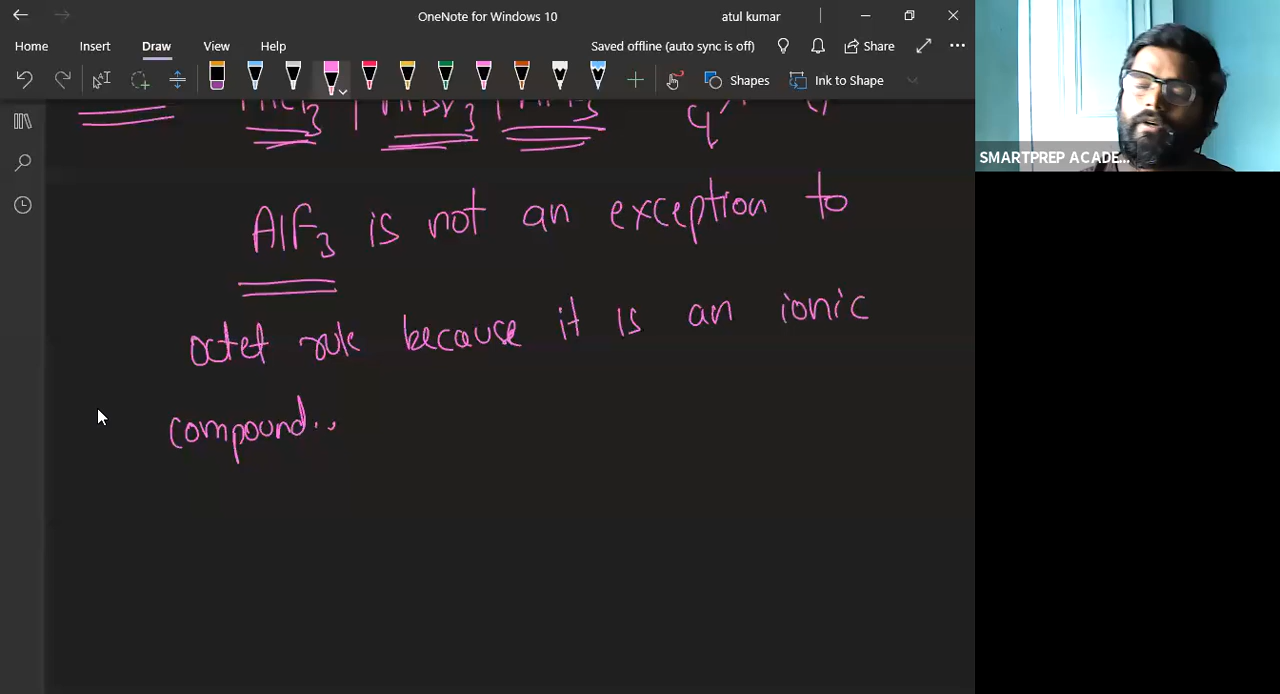 OneNote for Windows 10
atul kumar
Home Insert Draw View Help
Saved offline (auto sync is off)
Share
Shapes
Ink to Shape
SMARTPREP ACADE...
AlF3 is not an exception to
octet rule because it is an ionic
compound..